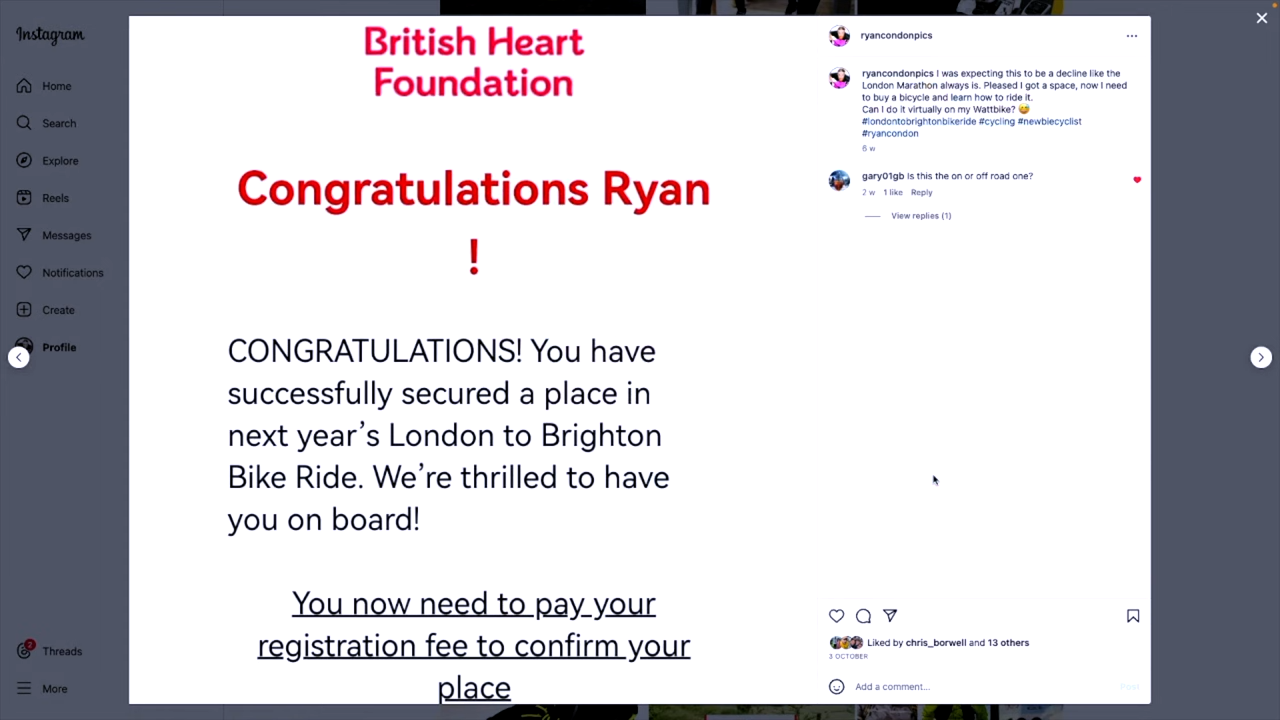 Instagram
Home
Search
Explore
Reels
Messages
Notifications
Create
Profile
2
Threads
More
British Heart
Foundation
Congratulations Ryan
!
CONGRATULATIONS! You have
successfully secured a place in
next year’s London to Brighton
Bike Ride. We’re thrilled to have
you on board!
You now need to pay your
registration fee to confirm your
place
ryancondonpics
ryancondonpics I was expecting this to be a decline like the
London Marathon always is. Pleased I got a space, now I need
to buy a bicycle and learn how to ride it.
Can I do it virtually on my Wattbike? 😅
#londontobrightonbikeride #cycling #newbiecyclist
#ryancondon
6 w
gary01gb Is this the on or off road one?
2 w 1 like Reply
View replies (1)
Liked by chris_borwell and 13 others
3 OCTOBER
Add a comment...
Post